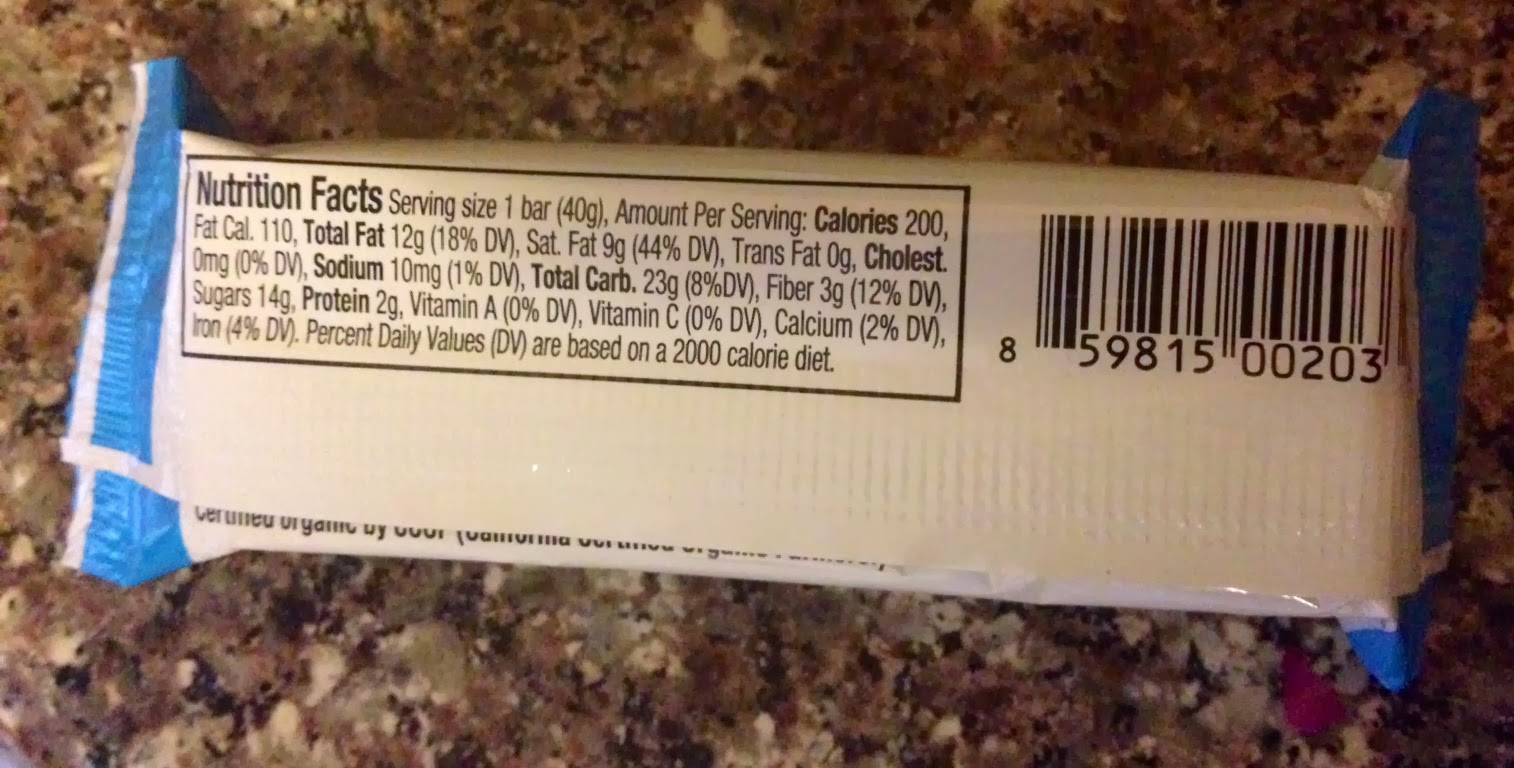 Nutrition Facts Serving size 1 bar (40g), Amount Per Serving: Calories 200,
Fat Cal. 110, Total Fat 12g (18% DV), Sat. Fat 9g (44% DV), Trans Fat 0g, Cholest.
0mg (0% DV), Sodium 10mg (1% DV), Total Carb. 23g (8%DV), Fiber 3g (12% DV),
Sugars 14g, Protein 2g, Vitamin A (0% DV), Vitamin C (0% DV), Calcium (2% DV),
Iron (4% DV). Percent Daily Values (DV) are based on a 2000 calorie diet.
8 59815 00203
Certified organic by CCOF (California Certified Organic